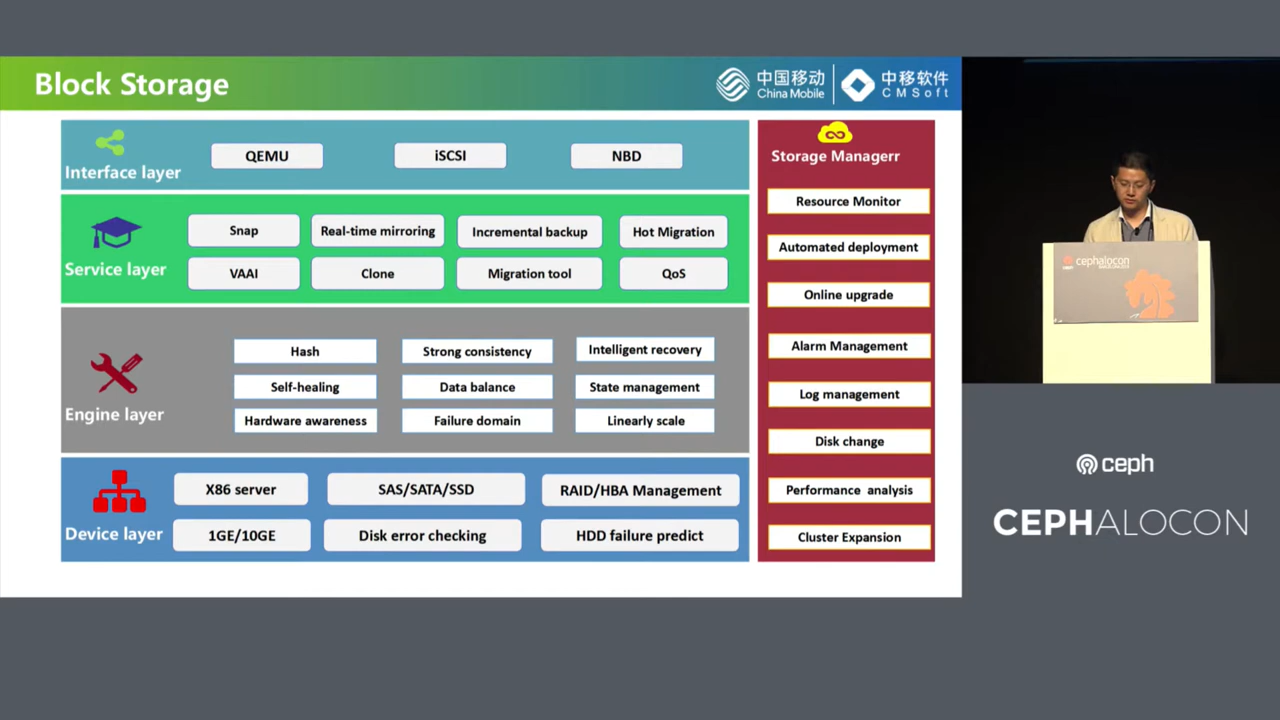 Block Storage
中国移动
China Mobile
中移软件
CMSoft
Interface layer
QEMU
iSCSI
NBD
Service layer
Snap
Real-time mirroring
Incremental backup
Hot Migration
VAAI
Clone
Migration tool
QoS
Engine layer
Hash
Strong consistency
Intelligent recovery
Self-healing
Data balance
State management
Hardware awareness
Failure domain
Linearly scale
Device layer
X86 server
SAS/SATA/SSD
RAID/HBA Management
1GE/10GE
Disk error checking
HDD failure predict
Storage Managerr
Resource Monitor
Automated deployment
Online upgrade
Alarm Management
Log management
Disk change
Performance analysis
Cluster Expansion
cephalocon
ceph
CEPHALOCON